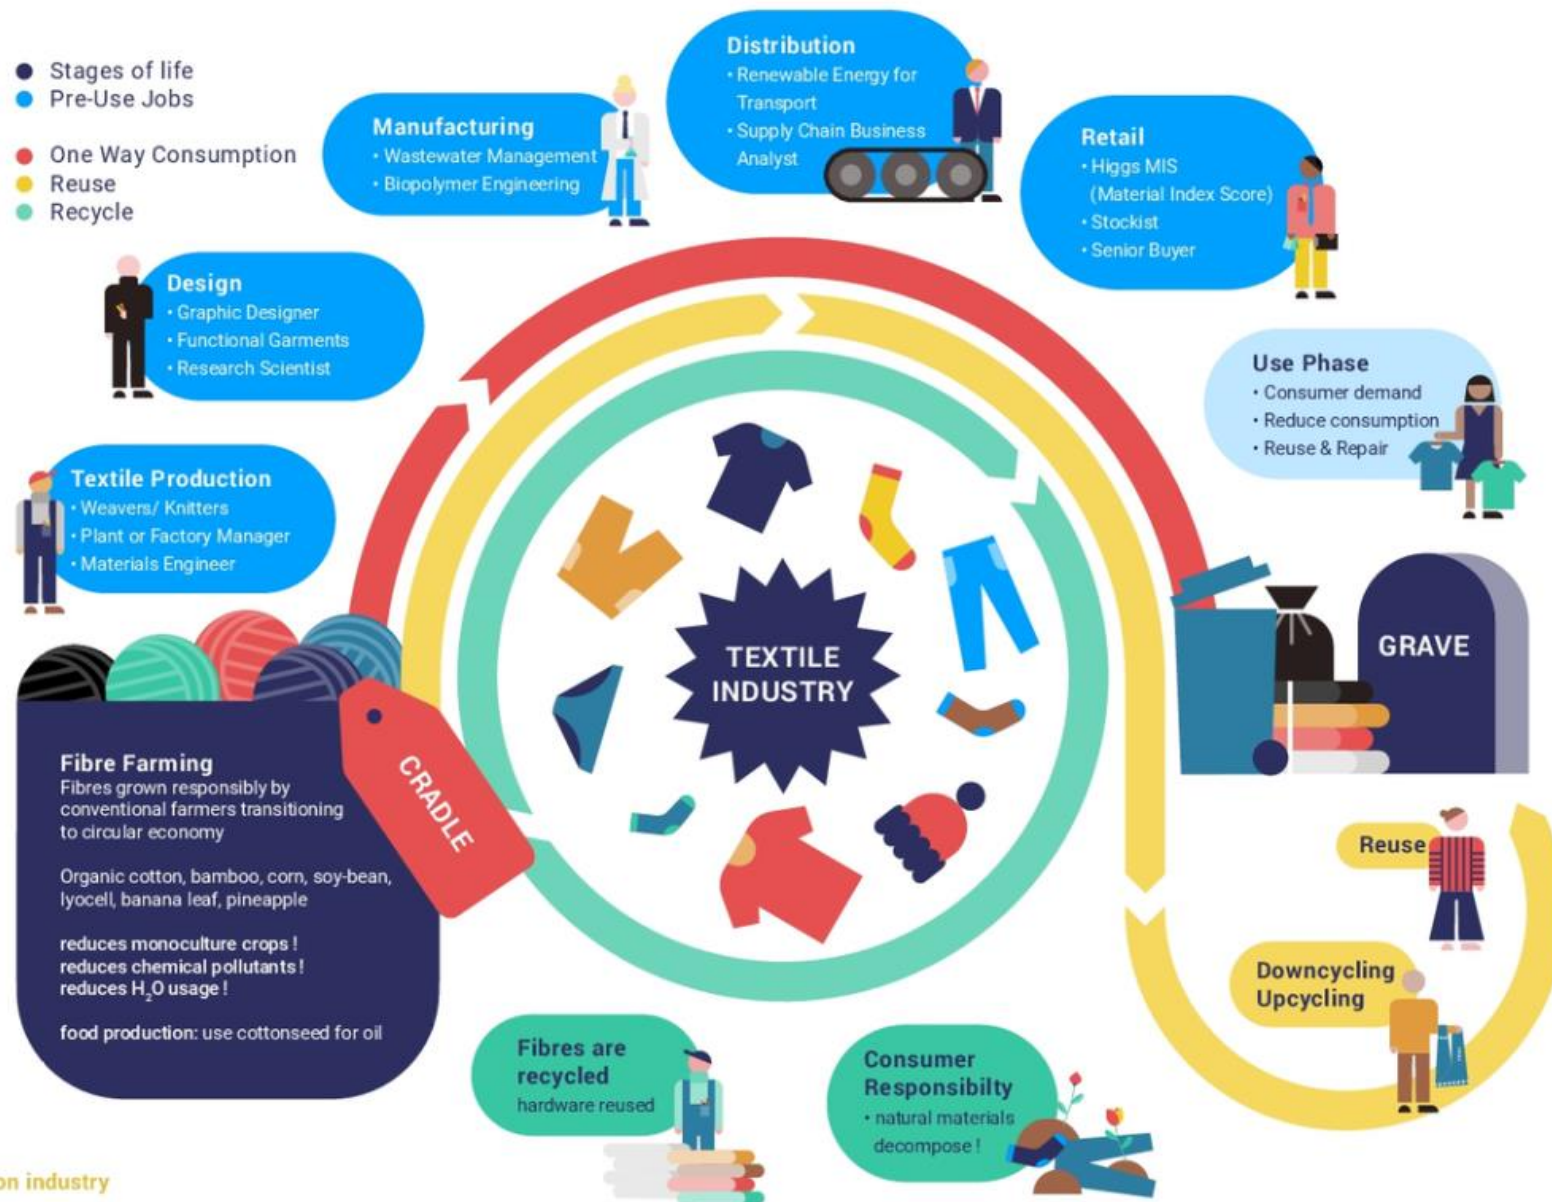 Stages of life
Pre-Use Jobs
One Way Consumption
Reuse
Recycle
Manufacturing
• Wastewater Management
• Biopolymer Engineering
Distribution
• Renewable Energy for
Transport
• Supply Chain Business
Analyst
Retail
• Higgs MIS
(Material Index Score)
• Stockist
• Senior Buyer
Design
• Graphic Designer
• Functional Garments
• Research Scientist
Use Phase
• Consumer demand
• Reduce consumption
• Reuse & Repair
Textile Production
• Weavers/ Knitters
• Plant or Factory Manager
• Materials Engineer
TEXTILE
INDUSTRY
GRAVE
CRADLE
Fibre Farming
Fibres grown responsibly by
conventional farmers transitioning
to circular economy
Organic cotton, bamboo, corn, soy-bean,
lyocell, banana leaf, pineapple
reduces monoculture crops !
reduces chemical pollutants !
reduces H₂O usage !
food production: use cottonseed for oil
Reuse
Downcycling
Upcycling
Fibres are
recycled
hardware reused
Consumer
Responsibilty
• natural materials
decompose !
on industry